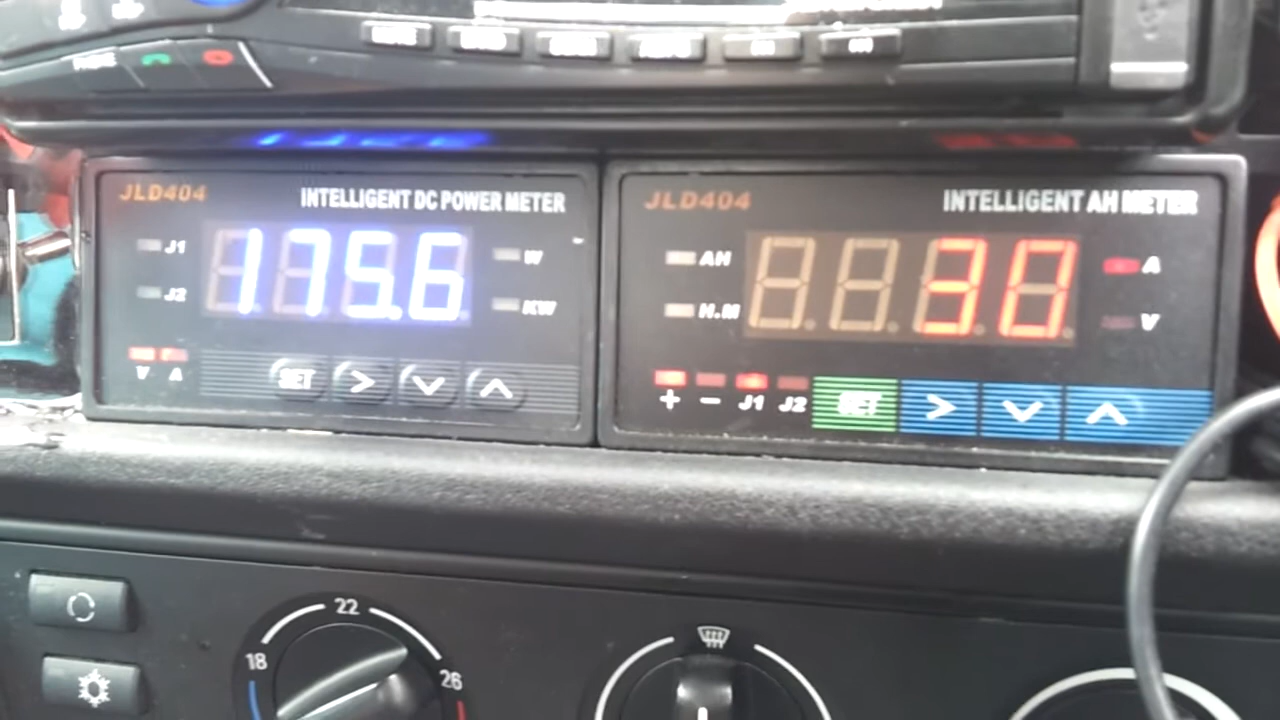 JLD404 INTELLIGENT DC POWER METER
J1 175.6 W
J2 KW
V A
SET > ∨ ∧
JLD404 INTELLIGENT AH METER
AH 30 A
H.M V
+ − J1 J2 SET > ∨ ∧
22
18 26